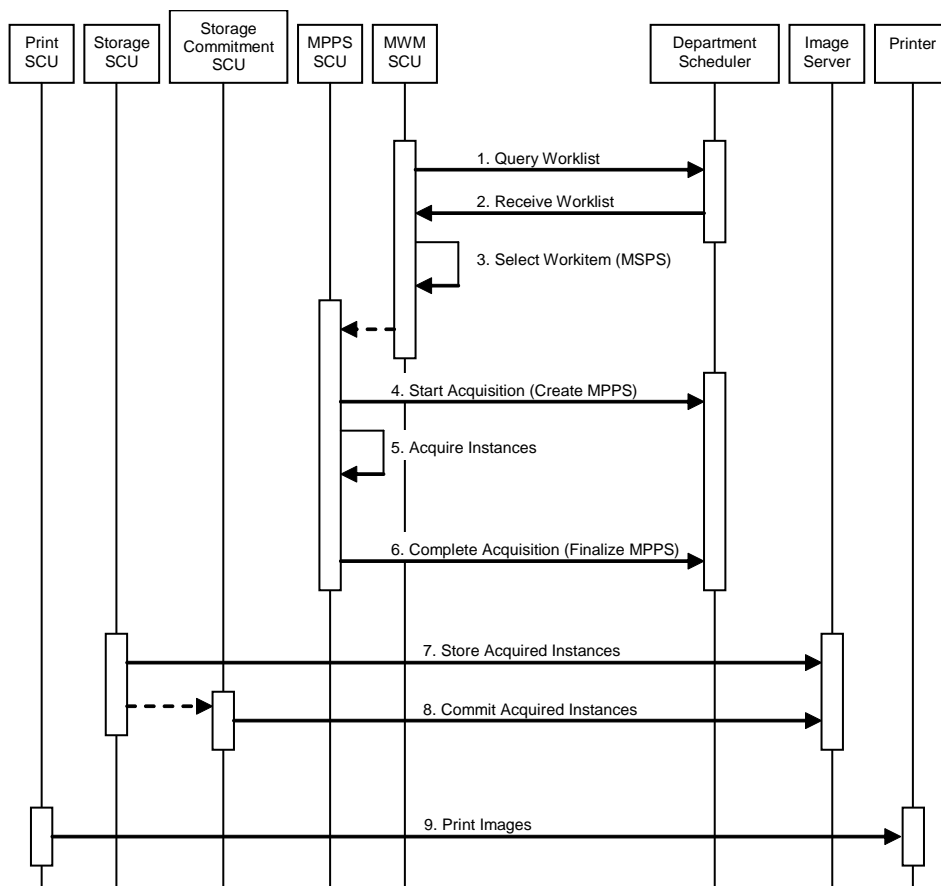 Print
SCU
Storage
SCU
Storage
Commitment
SCU
MPPS
SCU
MWM
SCU
Department
Scheduler
Image
Server
Printer
1. Query Worklist
2. Receive Worklist
3. Select Workitem (MSPS)
4. Start Acquisition (Create MPPS)
5. Acquire Instances
6. Complete Acquisition (Finalize MPPS)
7. Store Acquired Instances
8. Commit Acquired Instances
9. Print Images